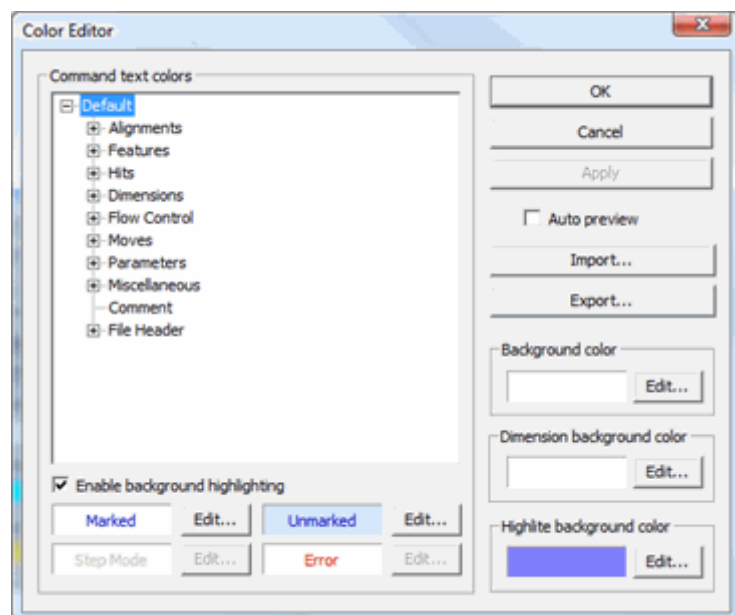 Color Editor
Command text colors
Default
Alignments
Features
Hits
Dimensions
Flow Control
Moves
Parameters
Miscellaneous
Comment
File Header
Enable background highlighting
Marked Edit... Unmarked Edit...
Step Mode Edit... Error Edit...
OK
Cancel
Apply
Auto preview
Import...
Export...
Background color
Edit...
Dimension background color
Edit...
Highlite background color
Edit...